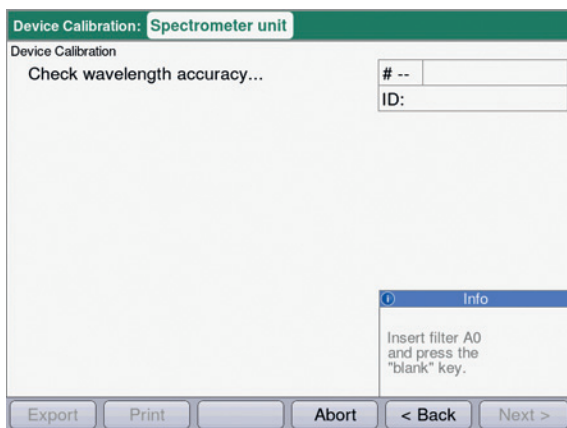 Device Calibration: Spectrometer unit
Device Calibration
Check wavelength accuracy...
# --
ID:
Info
Insert filter A0
and press the
"blank" key.
Export Print Abort < Back Next >